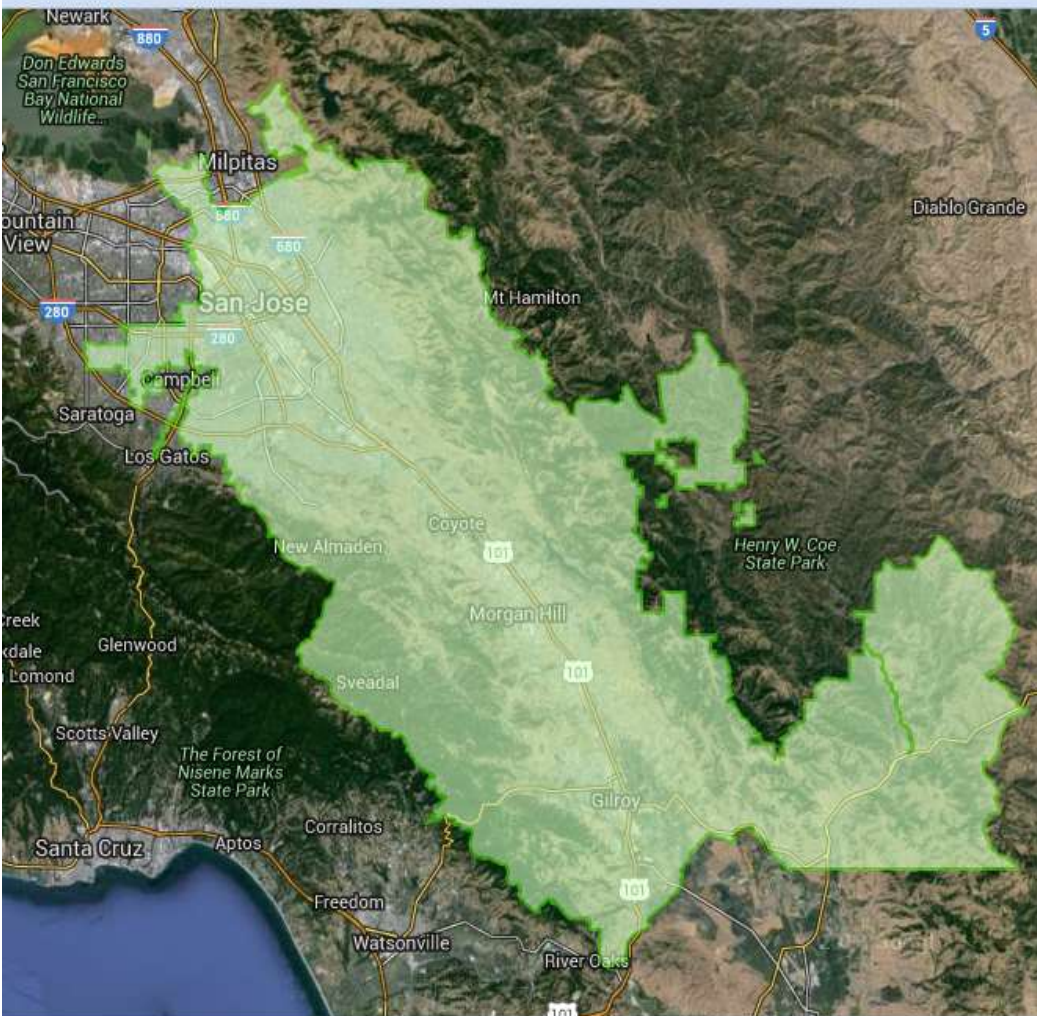 Newark
880
5
Don Edwards
San Francisco
Bay National
Wildlife...
Milpitas
680
ountain
View
Diablo Grande
680
280
San Jose
Mt Hamilton
280
Campbell
Saratoga
Los Gatos
Coyote
101
New Almaden
Henry W. Coe
State Park
Morgan Hill
Creek
xdale
Lomond
Glenwood
101
Sveadal
Scotts Valley
The Forest of
Nisene Marks
State Park
Gilroy
Corralitos
Santa Cruz
Aptos
101
Freedom
Watsonville
River Oaks
101